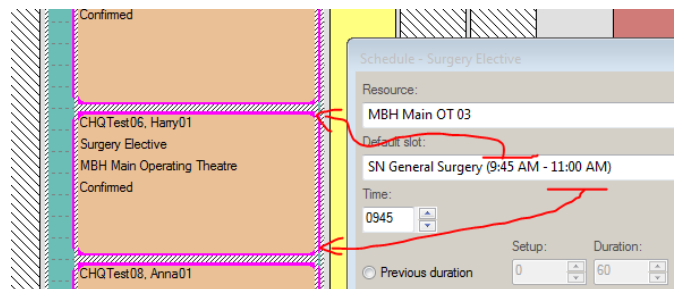 Confirmed
CHQTest06, Harry01
Surgery Elective
MBH Main Operating Theatre
Confirmed
CHQTest08, Anna01
Schedule - Surgery Elective
Resource:
MBH Main OT 03
Default slot:
SN General Surgery (9:45 AM - 11:00 AM)
Time:
0945
Setup:
Duration:
Previous duration
0
60